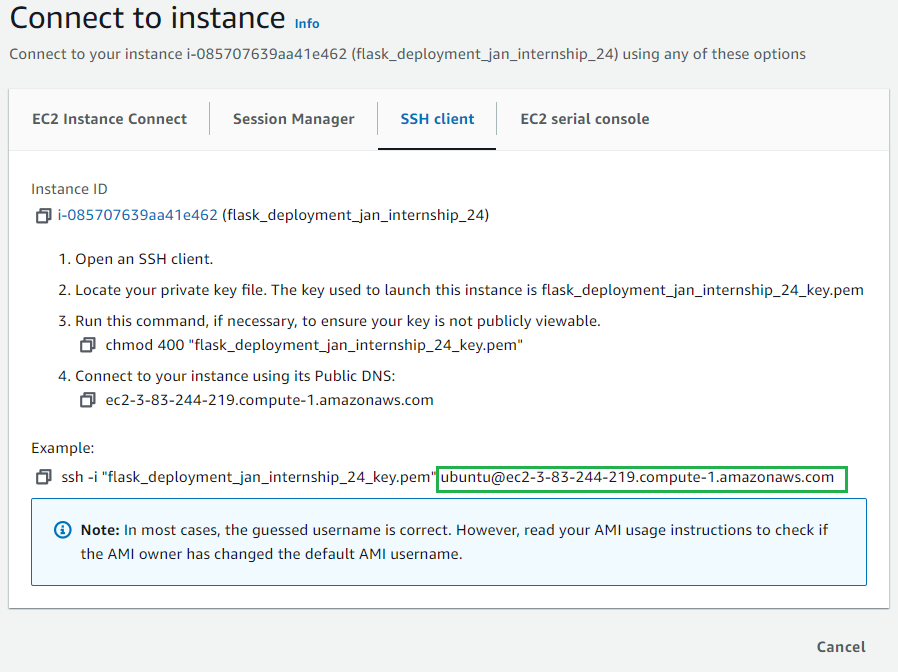 Connect to instance Info
Connect to your instance i-085707639aa41e462 (flask_deployment_jan_internship_24) using any of these options
EC2 Instance Connect
Session Manager
SSH client
EC2 serial console
Instance ID
i-085707639aa41e462 (flask_deployment_jan_internship_24)
1. Open an SSH client.
2. Locate your private key file. The key used to launch this instance is flask_deployment_jan_internship_24_key.pem
3. Run this command, if necessary, to ensure your key is not publicly viewable.
chmod 400 "flask_deployment_jan_internship_24_key.pem"
4. Connect to your instance using its Public DNS:
ec2-3-83-244-219.compute-1.amazonaws.com
Example:
ssh -i "flask_deployment_jan_internship_24_key.pem" ubuntu@ec2-3-83-244-219.compute-1.amazonaws.com
Note: In most cases, the guessed username is correct. However, read your AMI usage instructions to check if
the AMI owner has changed the default AMI username.
Cancel